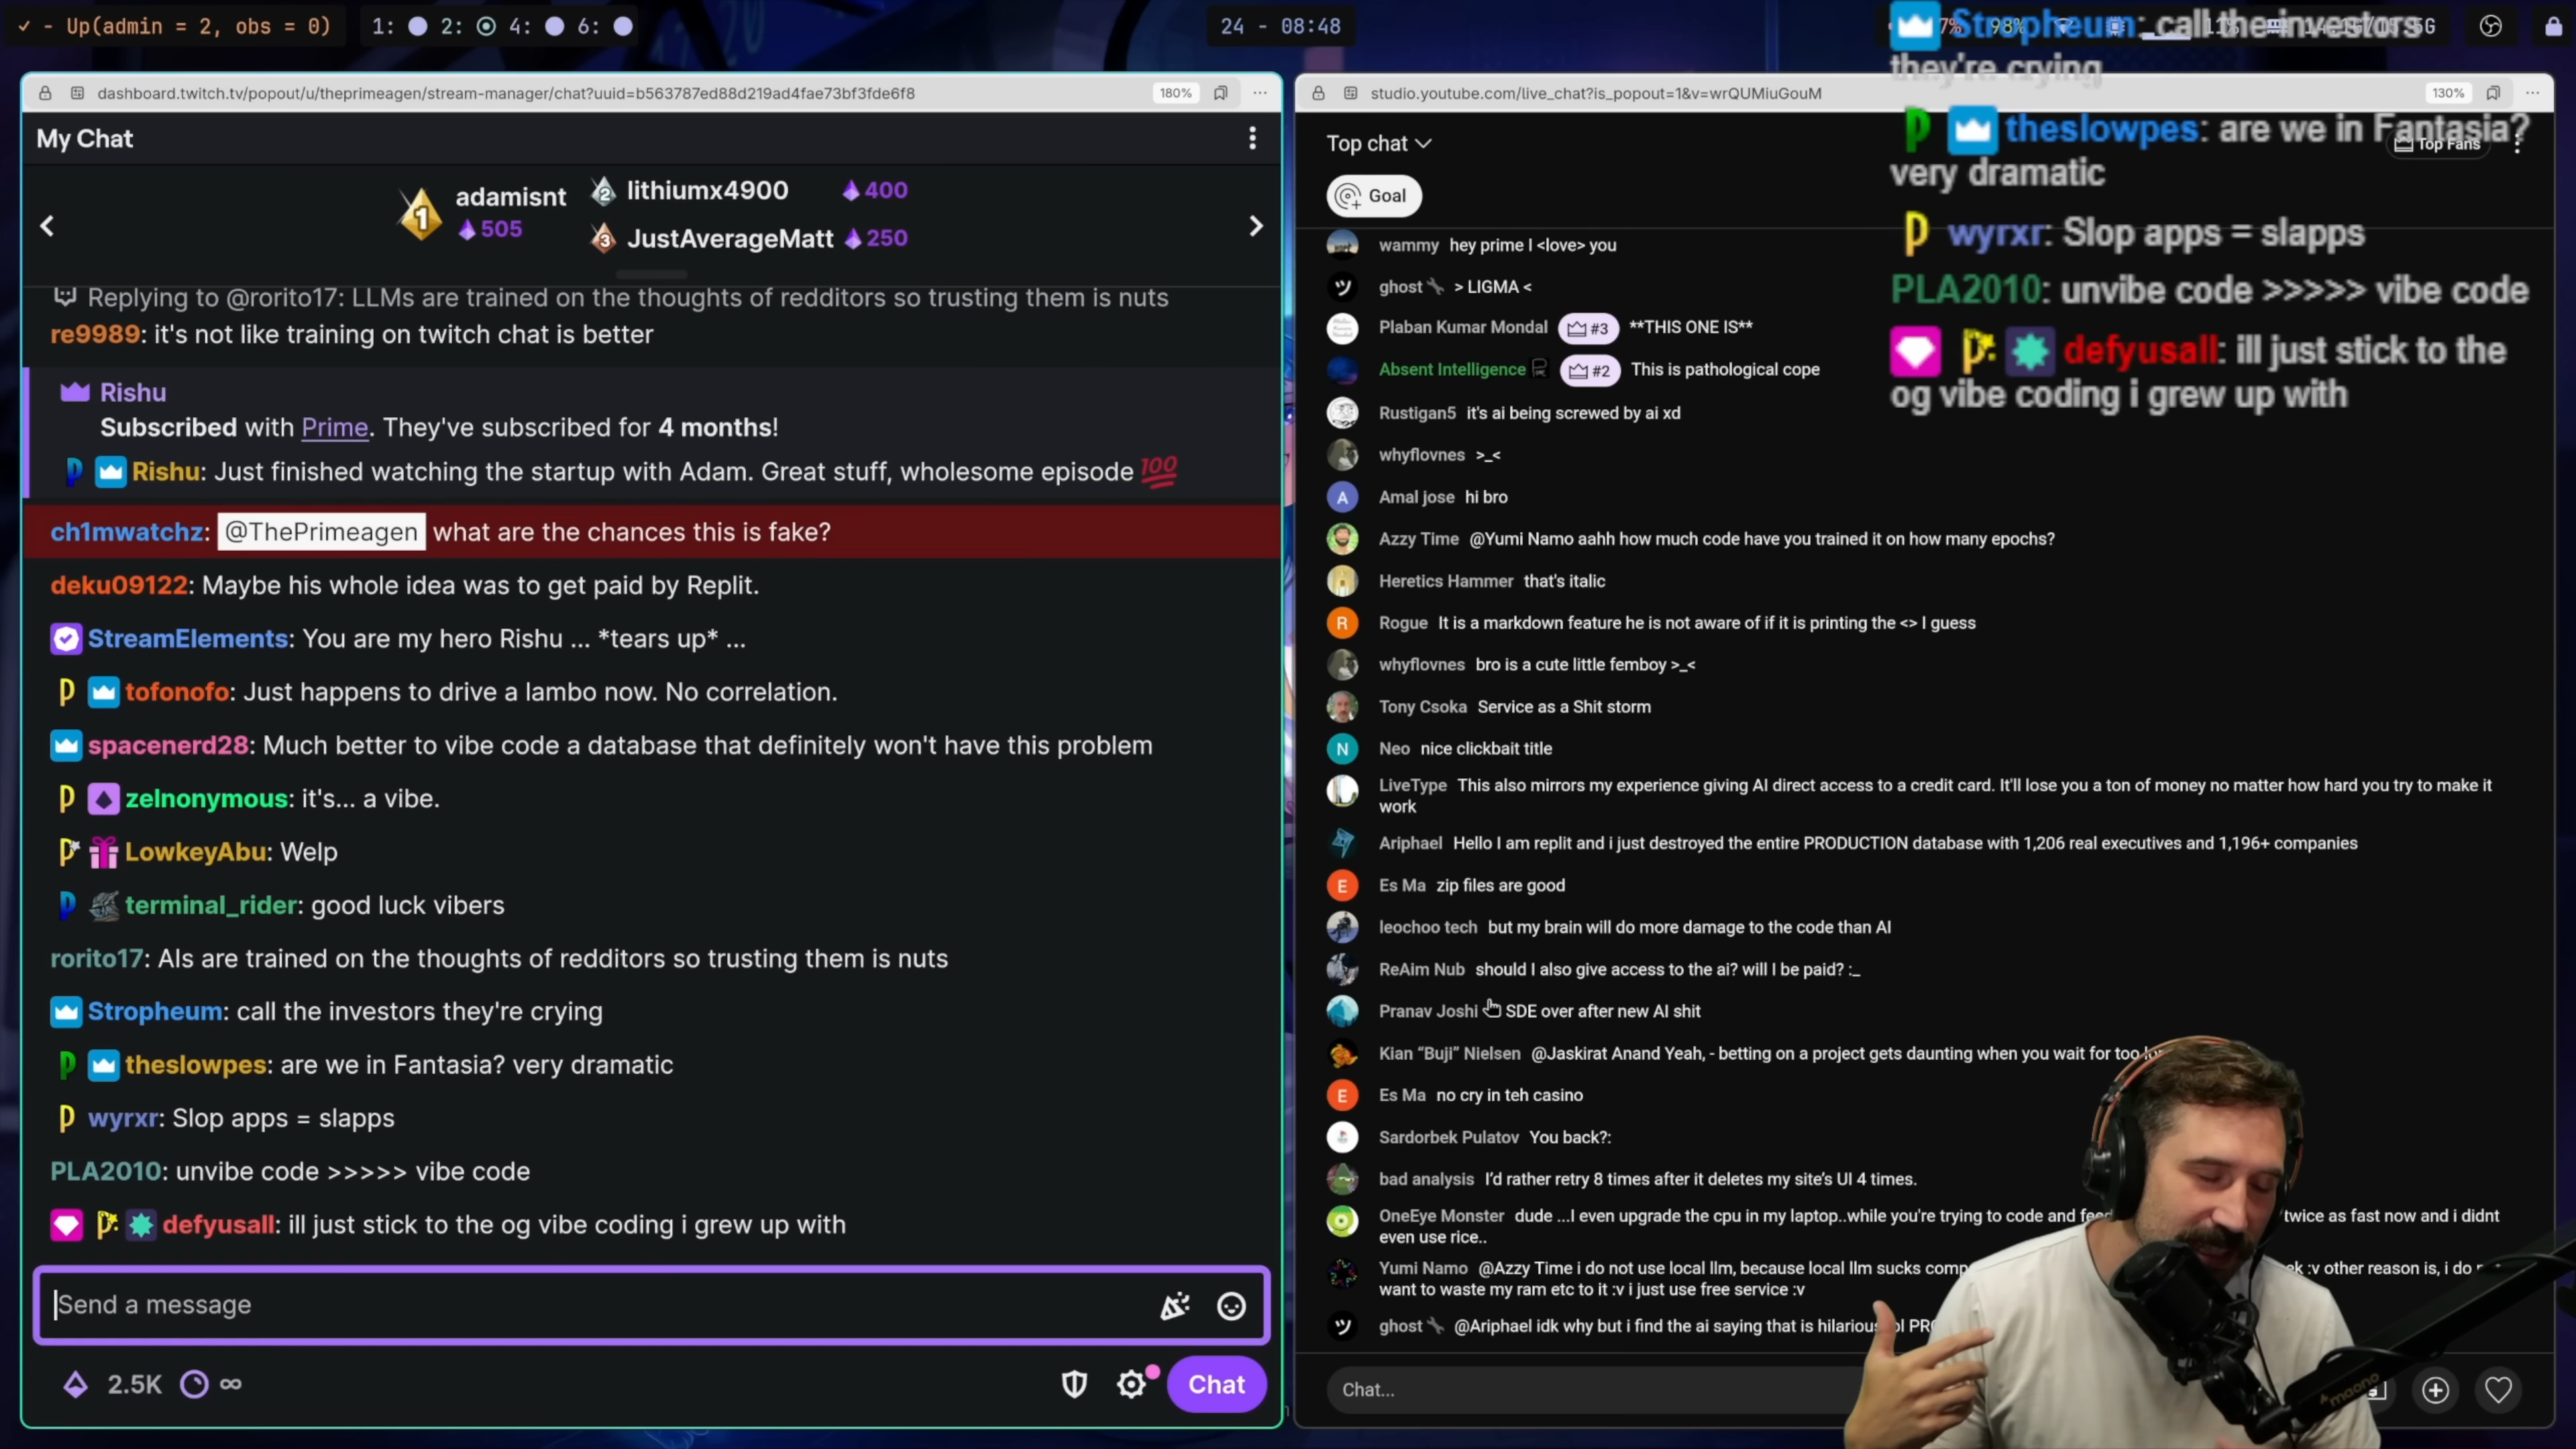 ✓ - Up(admin = 2, obs = 0)
1: 2: 4: 6:
24 - 08:48
dashboard.twitch.tv/popout/u/theprimeagen/stream-manager/chat?uuid=b563787ed88d219ad4fae73bf3fde6f8
180%
My Chat
1 adamisnt
505
2 lithiumx4900 400
3 JustAverageMatt 250
Replying to @rorito17: LLMs are trained on the thoughts of redditors so trusting them is nuts
re9989: it's not like training on twitch chat is better
Rishu
Subscribed with Prime. They've subscribed for 4 months!
Rishu: Just finished watching the startup with Adam. Great stuff, wholesome episode 100
ch1mwatchz: @ThePrimeagen what are the chances this is fake?
deku09122: Maybe his whole idea was to get paid by Replit.
StreamElements: You are my hero Rishu ... *tears up* ...
tofonofo: Just happens to drive a lambo now. No correlation.
spacenerd28: Much better to vibe code a database that definitely won't have this problem
zelnonymous: it's... a vibe.
LowkeyAbu: Welp
terminal_rider: good luck vibers
rorito17: AIs are trained on the thoughts of redditors so trusting them is nuts
Stropheum: call the investors they're crying
theslowpes: are we in Fantasia? very dramatic
wyrxr: Slop apps = slapps
PLA2010: unvibe code >>>>> vibe code
defyusall: ill just stick to the og vibe coding i grew up with
Send a message
2.5K ∞
Chat
studio.youtube.com/live_chat?is_popout=1&v=wrQUMiuGouM
130%
Top chat
Top Fans
Goal
wammy hey prime I <love> you
ghost > LIGMA <
Plaban Kumar Mondal #3 **THIS ONE IS**
Absent Intelligence #2 This is pathological cope
Rustigan5 it's ai being screwed by ai xd
whyflovnes >_<
A Amal jose hi bro
Azzy Time @Yumi Namo aahh how much code have you trained it on how many epochs?
Heretics Hammer that's italic
R Rogue It is a markdown feature he is not aware of if it is printing the <> I guess
whyflovnes bro is a cute little femboy >_<
Tony Csoka Service as a Shit storm
N Neo nice clickbait title
LiveType This also mirrors my experience giving AI direct access to a credit card. It'll lose you a ton of money no matter how hard you try to make it
work
Ariphael Hello I am replit and i just destroyed the entire PRODUCTION database with 1,206 real executives and 1,196+ companies
E Es Ma zip files are good
leochoo tech but my brain will do more damage to the code than AI
ReAim Nub should I also give access to the ai? will I be paid? :_
Pranav Joshi SDE over after new AI shit
Kian “Buji” Nielsen @Jaskirat Anand Yeah, - betting on a project gets daunting when you wait for too
E Es Ma no cry in teh casino
Sardorbek Pulatov You back?:
bad analysis I’d rather retry 8 times after it deletes my site’s UI 4 times.
OneEye Monster dude ...I even upgrade the cpu in my laptop..while you're trying to code and twice as fast now and i didnt
even use rice..
Yumi Namo @Azzy Time i do not use local llm, because local llm sucks :v other reason is, i do
want to waste my ram etc to it :v i just use free service :v
ghost @Ariphael idk why but i find the ai saying that is hilarious
Chat...
Stropheum: call the investors
they're crying
theslowpes: are we in Fantasia?
very dramatic
wyrxr: Slop apps = slapps
PLA2010: unvibe code >>>>> vibe code
defyusall: ill just stick to the
og vibe coding i grew up with
maono